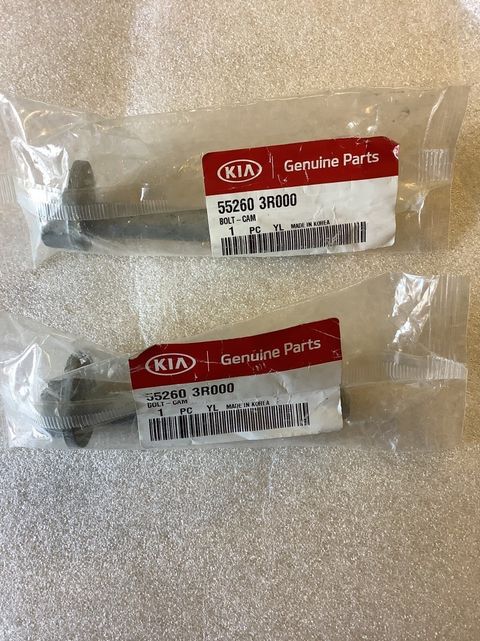 KIA Genuine Parts
55260 3R000
BOLT-CAM
1 PC YL MADE IN KOREA
KIA Genuine Parts
55260 3R000
BOLT-CAM
1 PC YL MADE IN KOREA